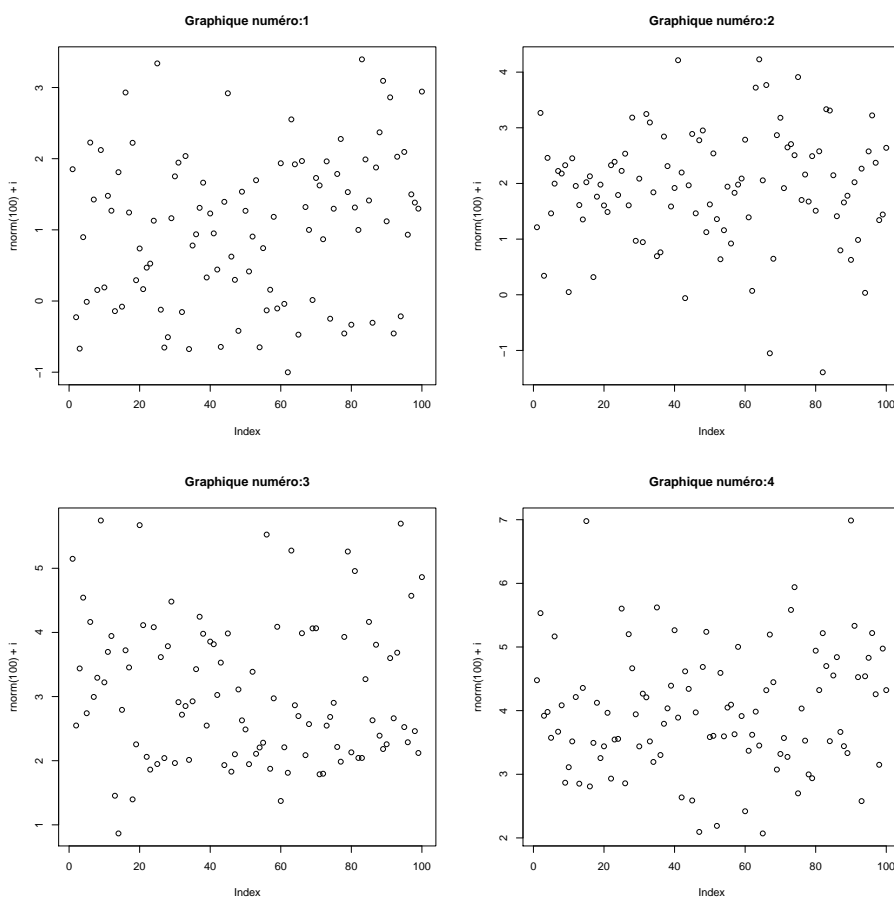 Graphique numéro:1
3
2
1
0
−1
rnorm(100) + i
0 20 40 60 80 100
Index
Graphique numéro:2
4
3
2
1
0
−1
rnorm(100) + i
0 20 40 60 80 100
Index
Graphique numéro:3
5
4
3
2
1
rnorm(100) + i
0 20 40 60 80 100
Index
Graphique numéro:4
7
6
5
4
3
2
rnorm(100) + i
0 20 40 60 80 100
Index